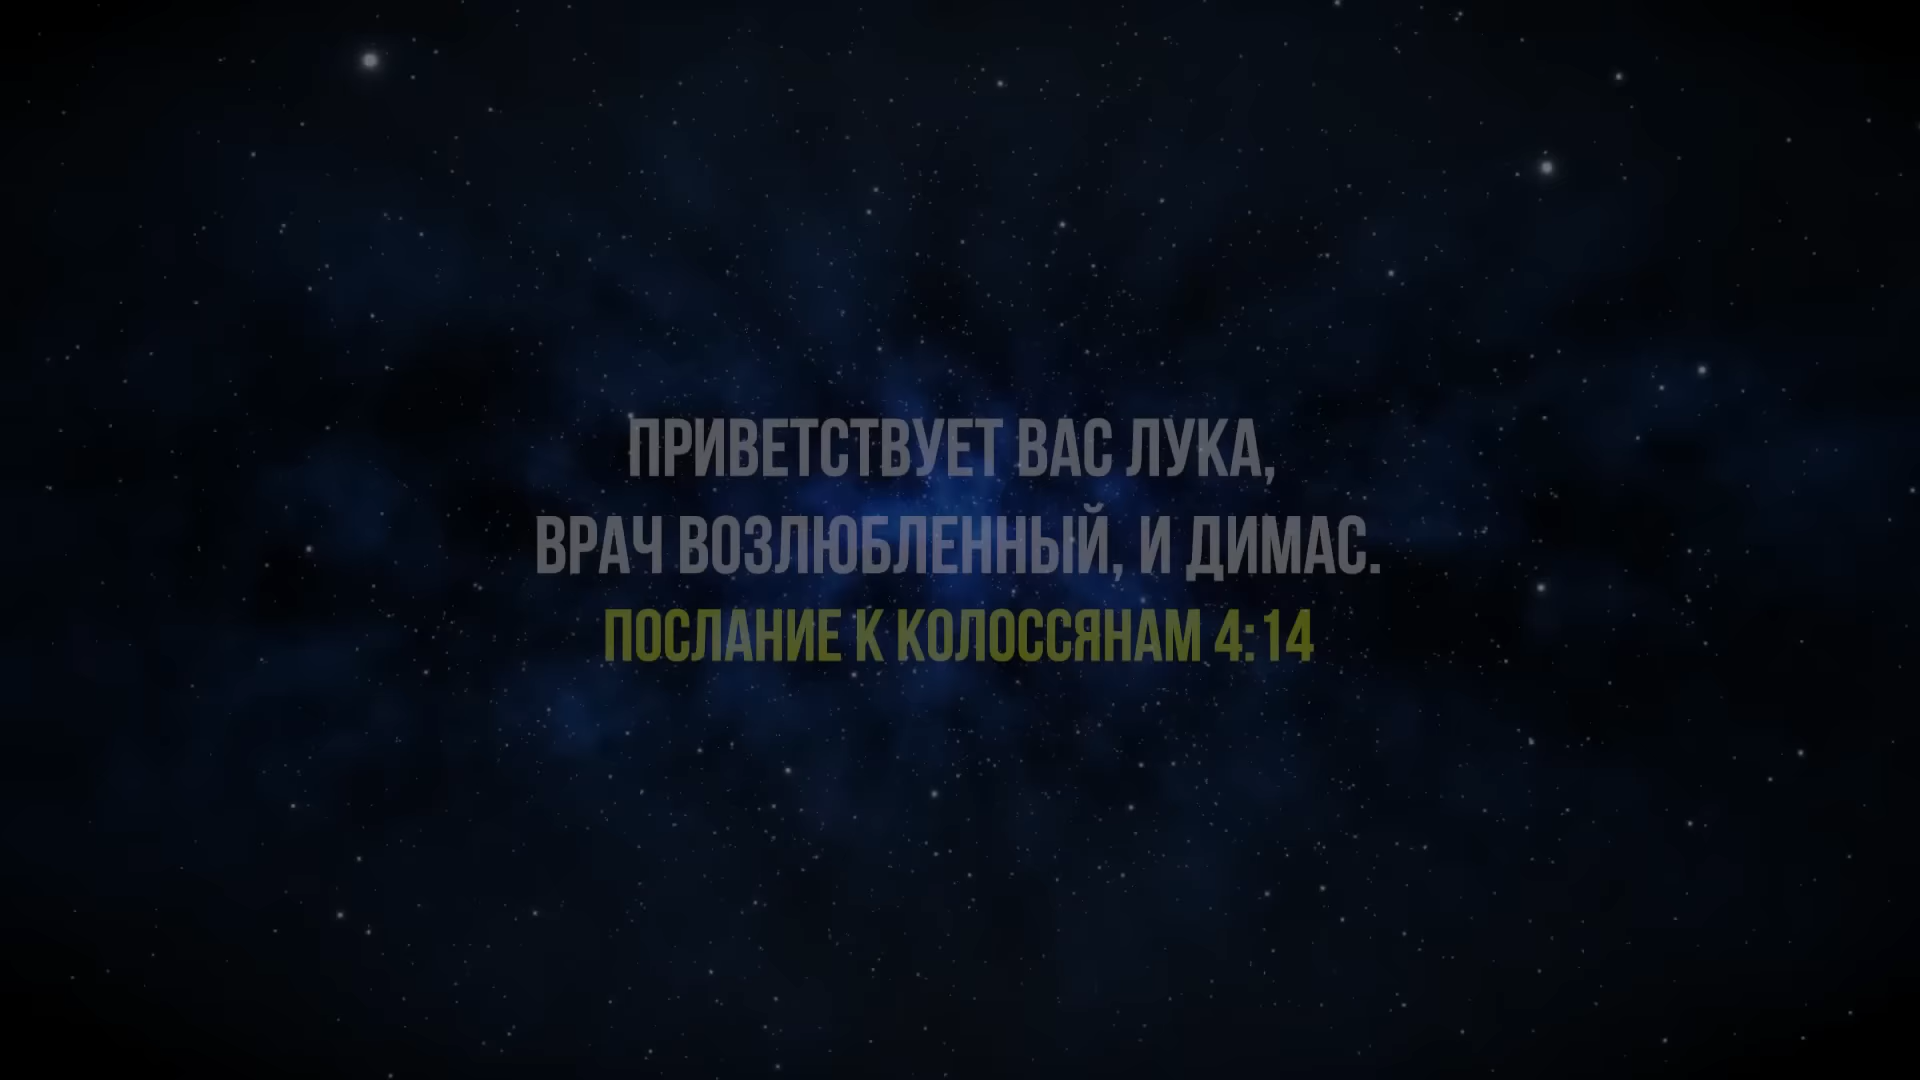 ПРИВЕТСТВУЕТ ВАС ЛУКА,
ВРАЧ ВОЗЛЮБЛЕННЫЙ, И ДИМАС.
ПОСЛАНИЕ К КОЛОССЯНАМ 4:14